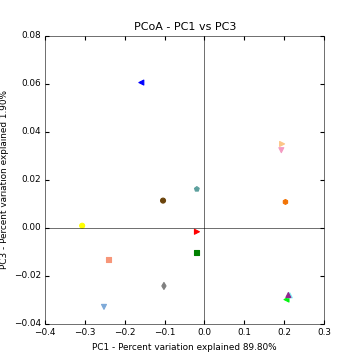 PCoA - PC1 vs PC3
0.08
0.06
0.04
0.02
0.00
−0.02
−0.04
PC3 - Percent variation explained 1.90%
−0.4 −0.3 −0.2 −0.1 0.0 0.1 0.2 0.3
PC1 - Percent variation explained 89.80%